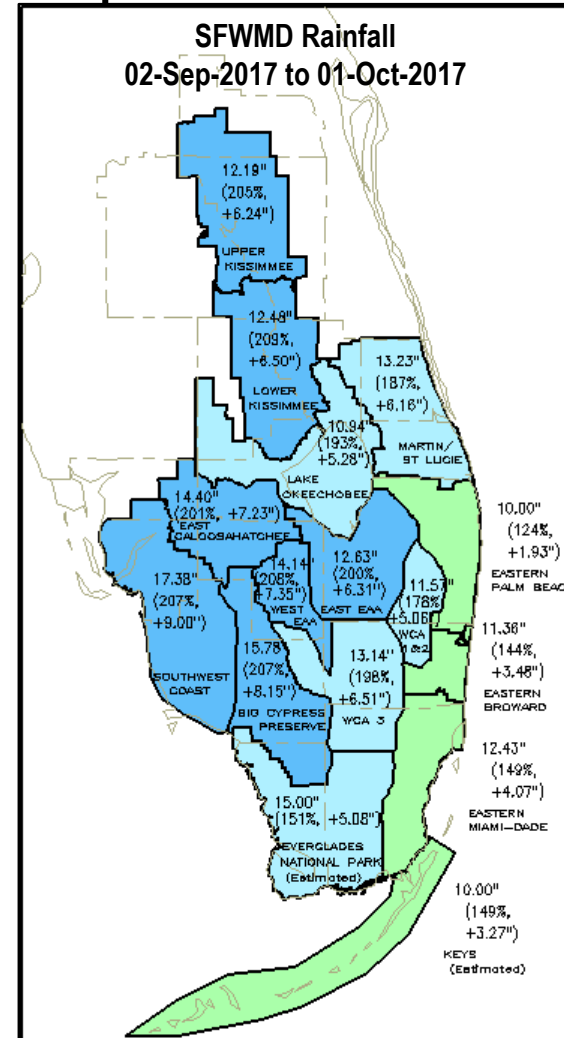 SFWMD Rainfall
02-Sep-2017 to 01-Oct-2017
12.19"
(205%,
+6.24")
UPPER
KISSIMMEE
12.48"
(209%,
+6.50")
LOWER
KISSIMMEE
13.23"
(187%,
+6.16")
MARTIN/
ST LUCIE
10.94"
(193%,
+5.28")
LAKE
OKEECHOBEE
14.40"
(201%, +7.23")
EAST
CALOOSAHATCHEE
10.00"
(124%,
+1.93")
EASTERN
PALM BEAC
17.38"
(207%,
+9.00")
SOUTHWEST
COAST
14.14"
(208%,
+7.35")
WEST
EAA
12.63"
(200%,
+6.31")
EAST EAA
11.57"
(178%
+5.06")
WCA
1&2
15.78"
(207%,
+8.15")
BIG CYPRESS
PRESERVE
13.14"
(198%,
+6.51")
WCA 3
11.36"
(144%,
+3.48")
EASTERN
BROWARD
12.43"
(149%,
+4.07")
EASTERN
MIAMI-DADE
15.00"
(151%, +5.08")
EVERGLADES
NATIONAL PARK
(Estimated)
10.00"
(149%,
+3.27")
KEYS
(Estimated)